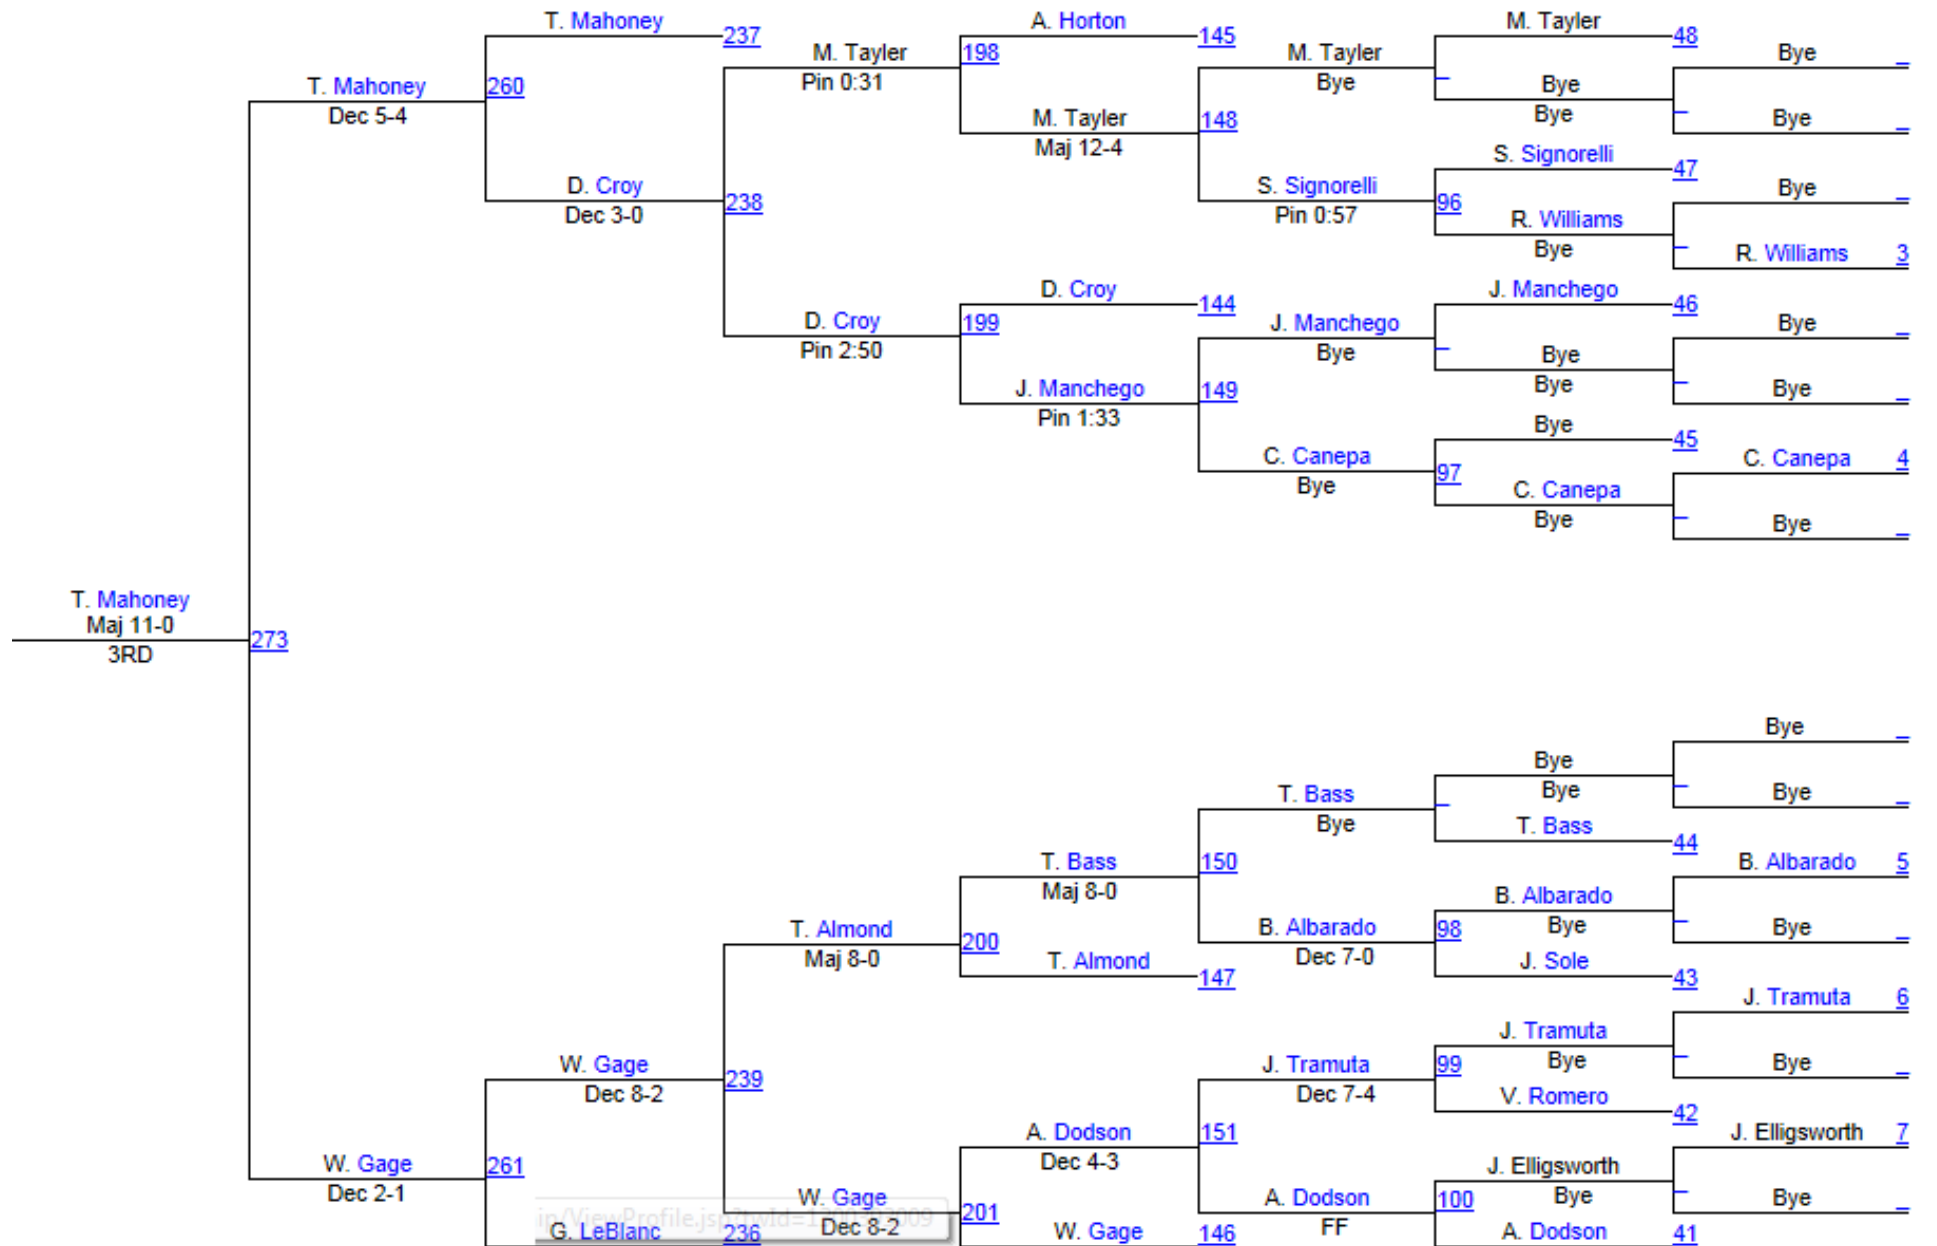 T. Mahoney 237
A. Horton 145
M. Tayler 48
M. Tayler 198
M. Tayler
Bye _
T. Mahoney 260
Pin 0:31
Bye
_ Bye
Dec 5-4
M. Tayler 148
Bye _
Bye _
Maj 12-4
S. Signorelli 47
D. Croy 238
S. Signorelli 96
Bye _
Dec 3-0
Pin 0:57
R. Williams
Bye _
R. Williams 3
D. Croy 144
J. Manchego 46
D. Croy 199
J. Manchego
Bye _
Pin 2:50
Bye _
Bye
J. Manchego 149
Bye _
Bye _
Pin 1:33
Bye 45
C. Canepa 97
C. Canepa 4
Bye
C. Canepa
Bye _
Bye _
T. Mahoney
Maj 11-0
273
3RD
Bye _
Bye
T. Bass _
Bye _
Bye _
Bye
T. Bass 44
T. Bass 150
B. Albarado 5
Maj 8-0
B. Albarado
T. Almond 200
B. Albarado 98
Bye _
Bye _
Maj 8-0
T. Almond 147
Dec 7-0
J. Sole 43
J. Tramuta 6
J. Tramuta
W. Gage 239
J. Tramuta 99
Bye _
Bye _
Dec 8-2
Dec 7-4
V. Romero 42
A. Dodson 151
J. Elligsworth 7
W. Gage 261
Dec 4-3
J. Elligsworth
Dec 2-1
W. Gage 201
A. Dodson 100
Bye _
Bye _
ip/ViewProfile.jsp?twId=
Dec 8-2
FF
G. LeBlanc 236
W. Gage 146
A. Dodson 41